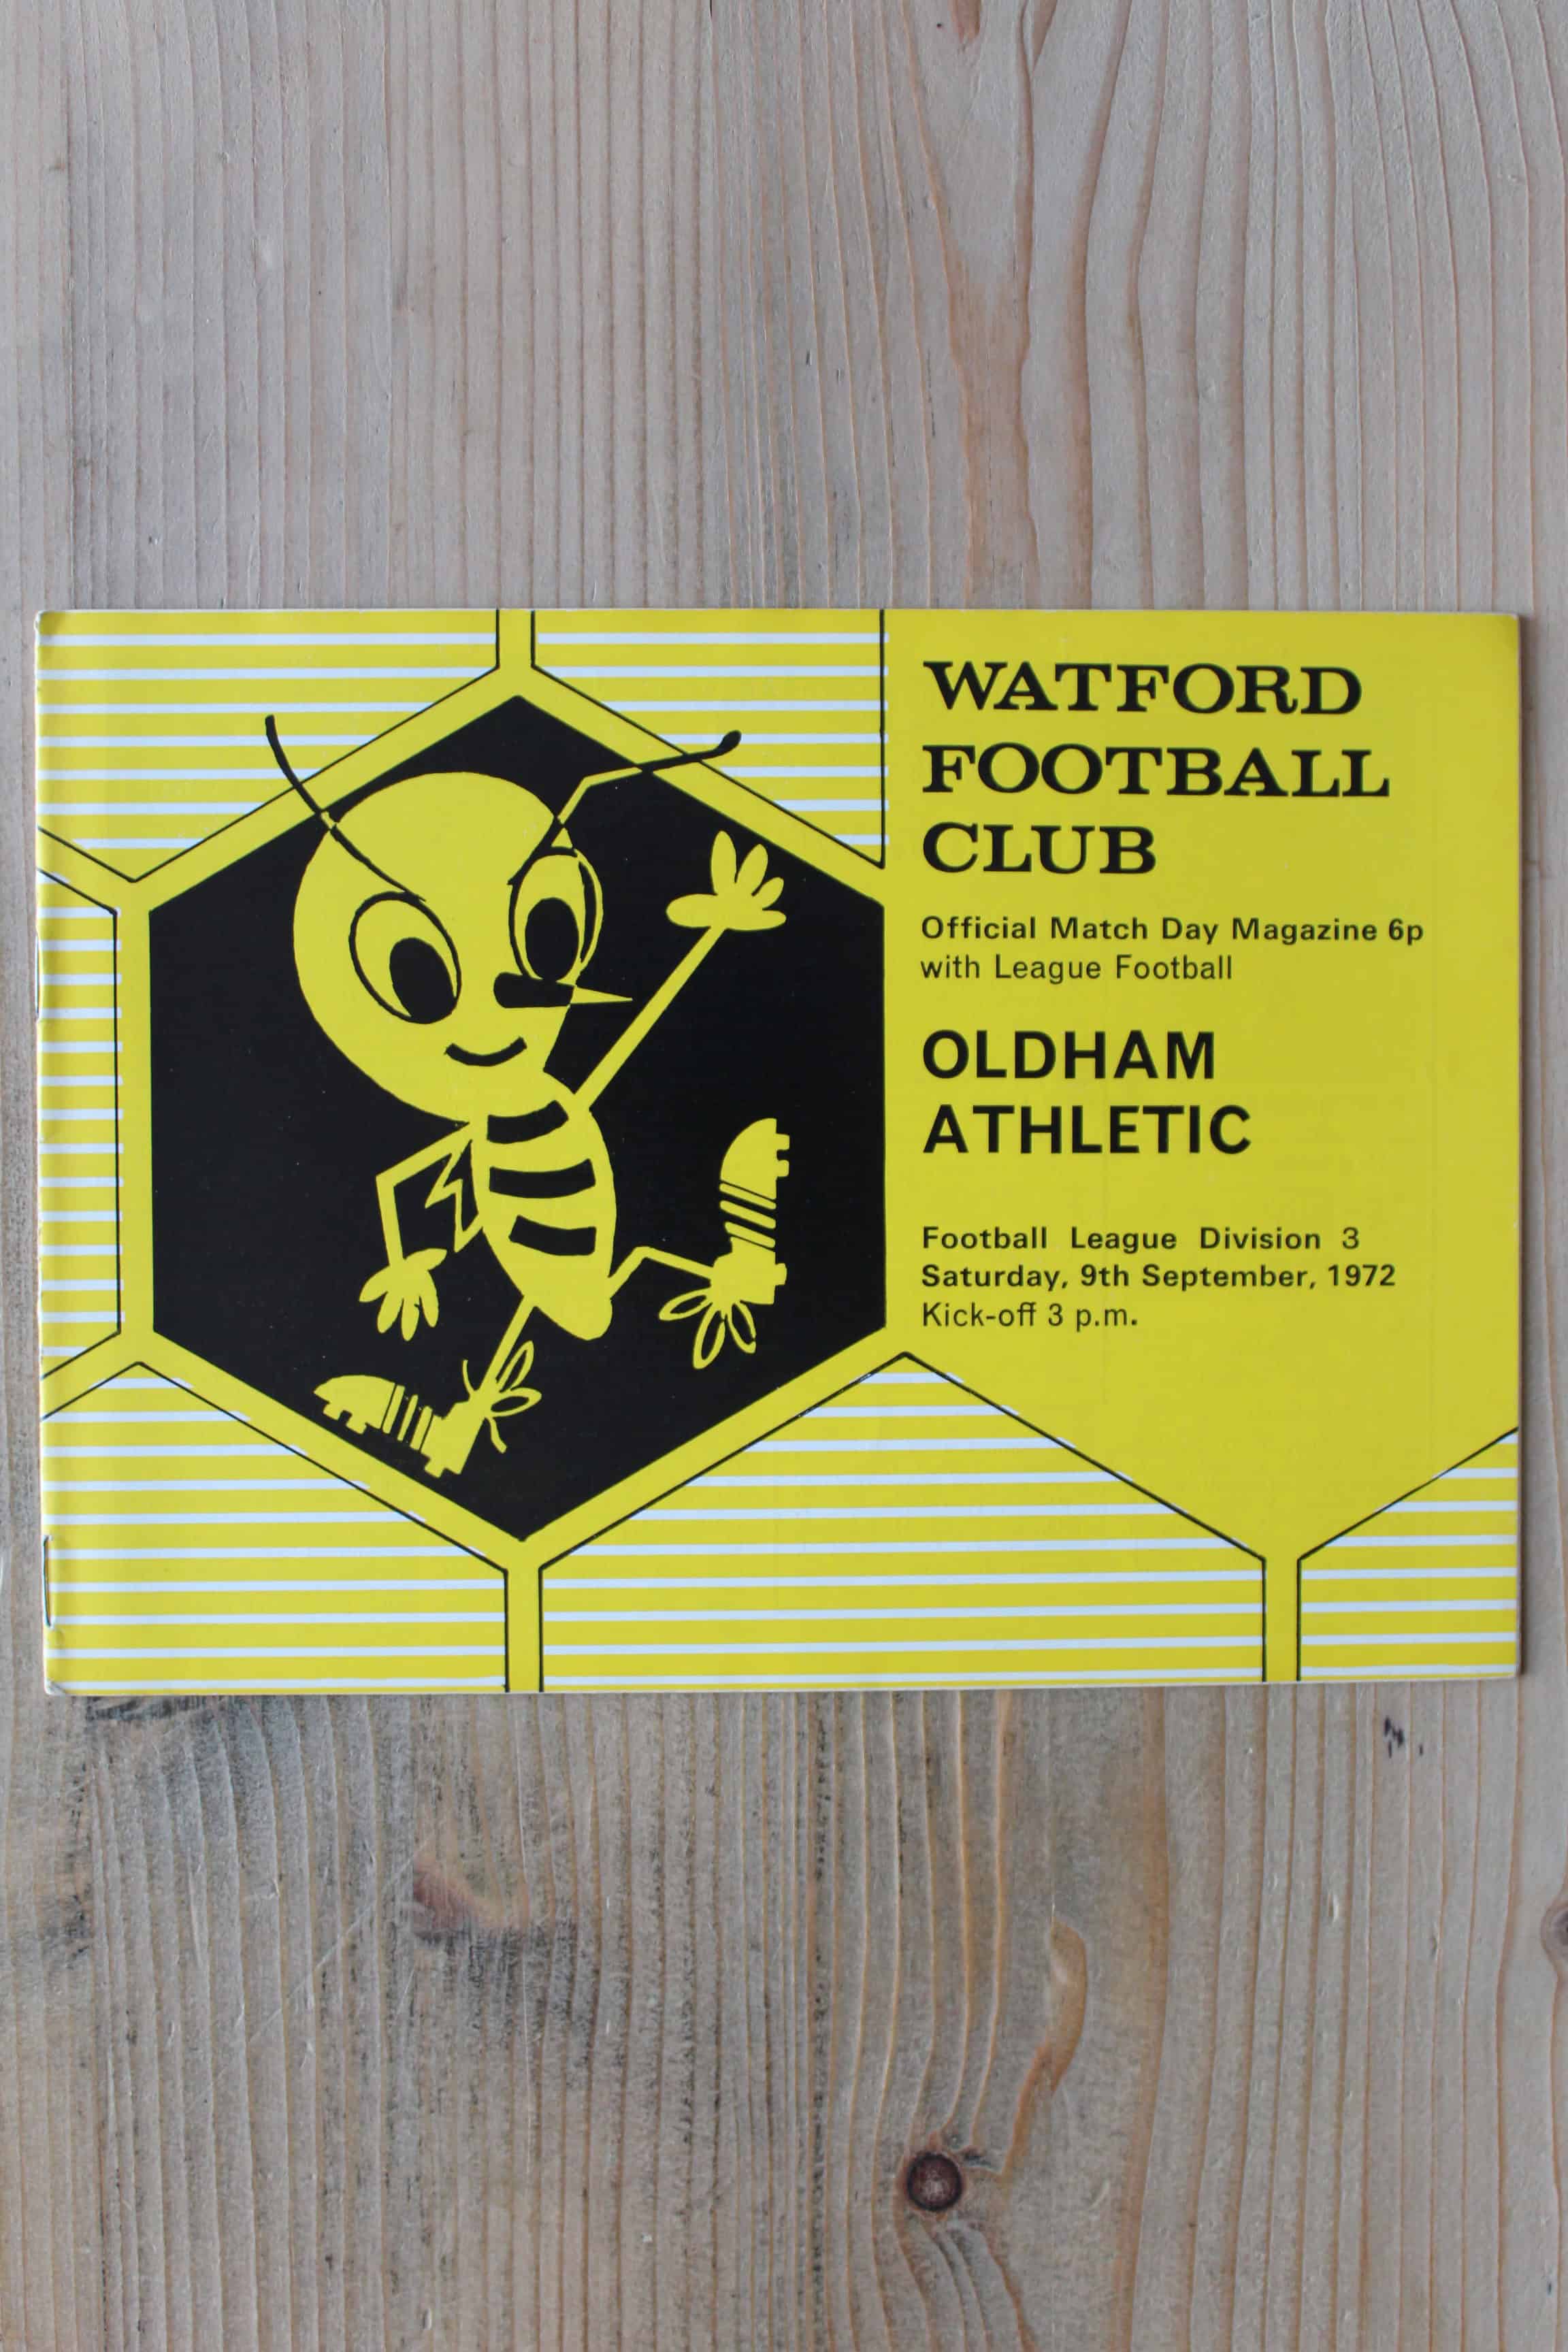 WATFORD
FOOTBALL
CLUB
Official Match Day Magazine 6p
with League Football
OLDHAM
ATHLETIC
Football League Division 3
Saturday, 9th September, 1972
Kick-off 3 p.m.